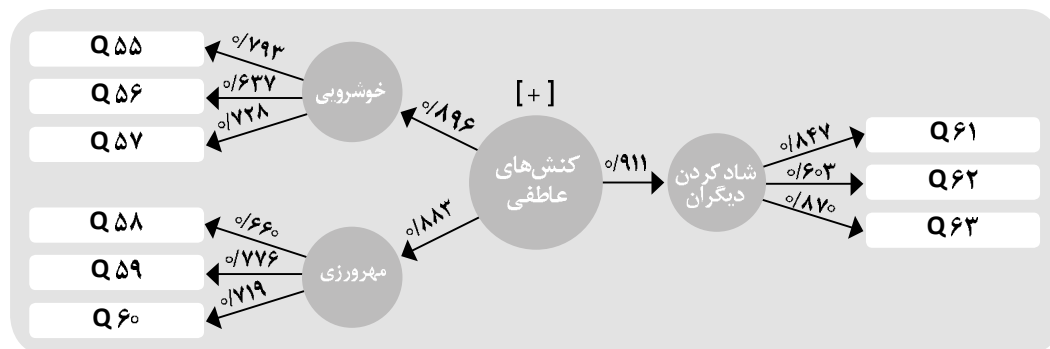 Q۵۵
Q۵۶
Q۵۷
۰/۷۹۳
۰/۶۳۷
۰/۷۲۸
خوشرویی
۰/۸۹۶
[+]
کنش‌های
عاطفی
۰/۹۱۱
شاد کردن
دیگران
۰/۸۴۷
۰/۶۰۳
۰/۸۷۰
Q۶۱
Q۶۲
Q۶۳
۰/۸۸۳
مهرورزی
۰/۶۶۰
۰/۷۷۶
۰/۷۱۹
Q۵۸
Q۵۹
Q۶۰